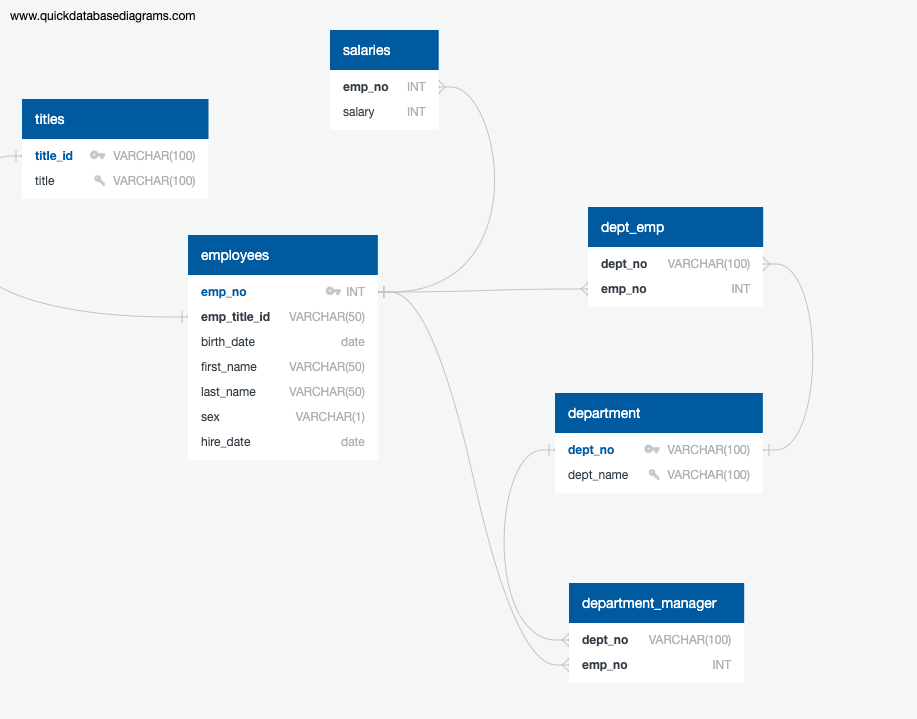 www.quickdatabasediagrams.com
salaries
emp_no INT
salary INT
titles
title_id VARCHAR(100)
title VARCHAR(100)
employees
emp_no INT
emp_title_id VARCHAR(50)
birth_date date
first_name VARCHAR(50)
last_name VARCHAR(50)
sex VARCHAR(1)
hire_date date
dept_emp
dept_no VARCHAR(100)
emp_no INT
department
dept_no VARCHAR(100)
dept_name VARCHAR(100)
department_manager
dept_no VARCHAR(100)
emp_no INT